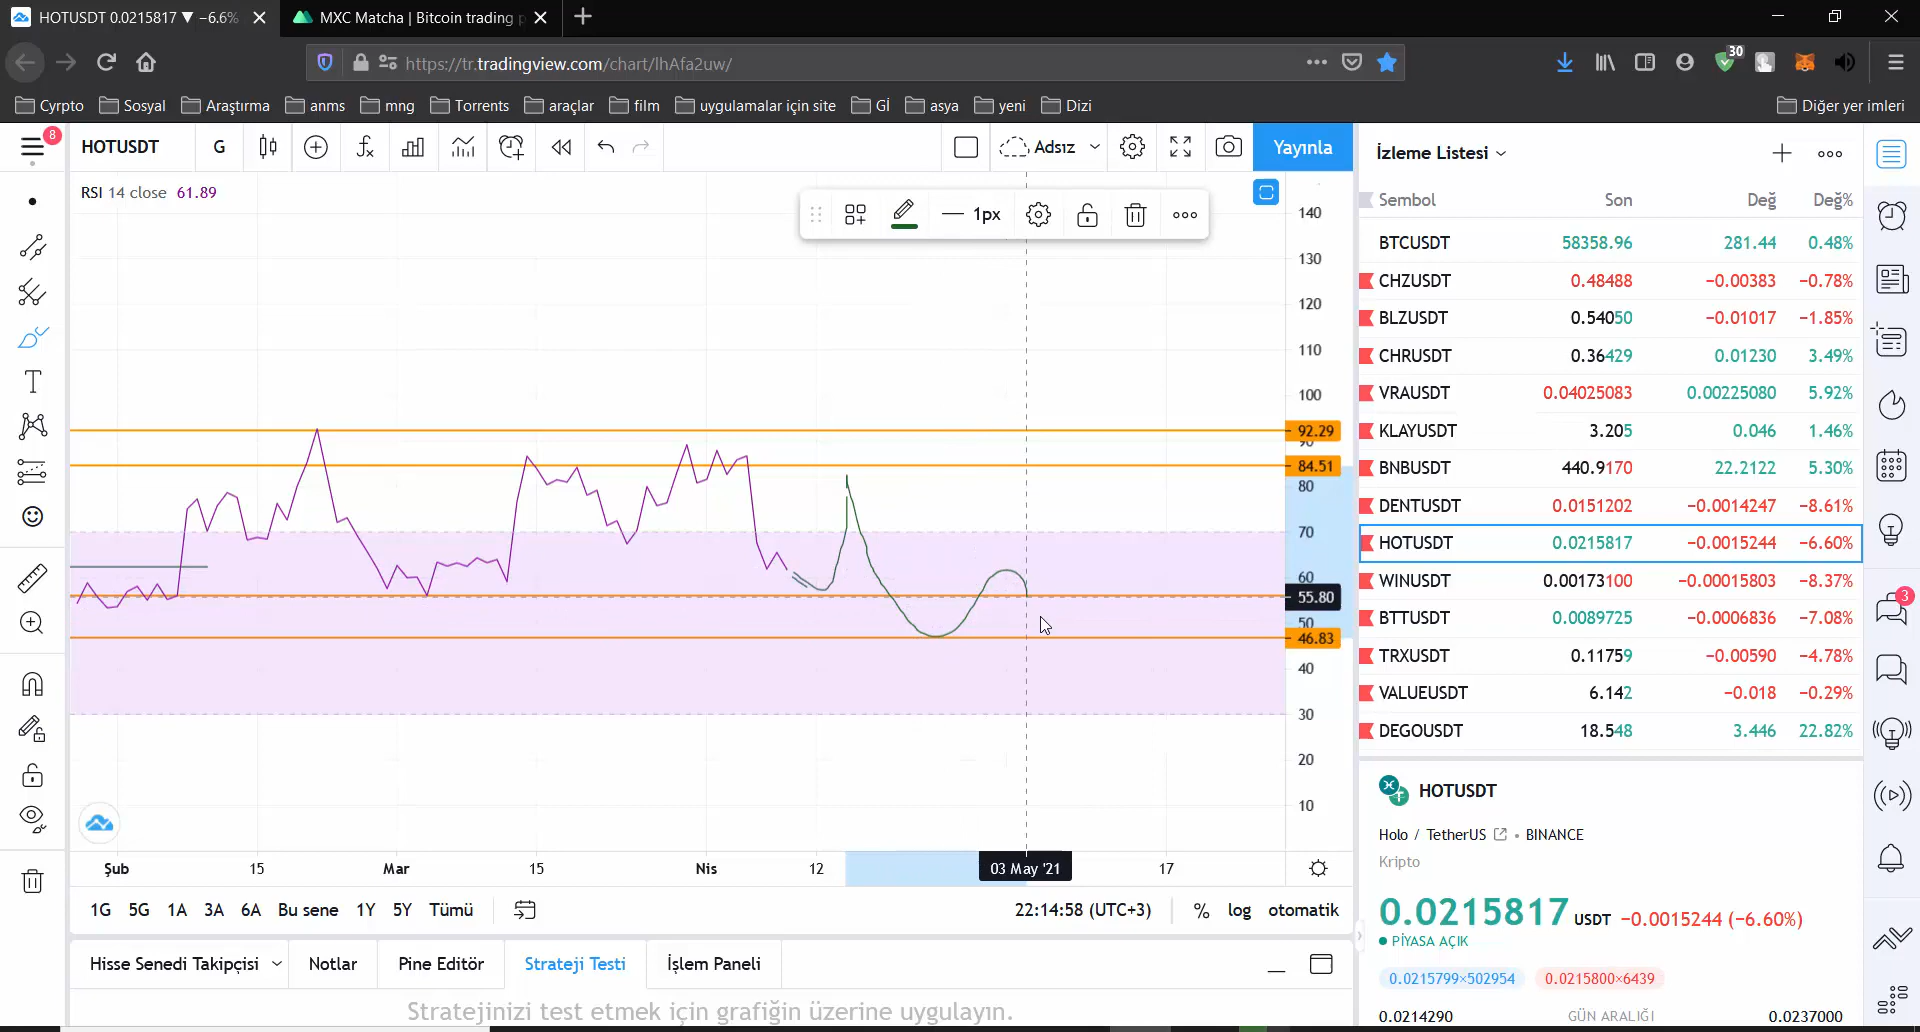 HOTUSDT 0.0215817 ▼ −6.6%
MXC Matcha | Bitcoin trading p
https://tr.tradingview.com/chart/lhAfa2uw/
30
Cyrpto Sosyal Araştırma anms mng Torrents araçlar film uygulamalar için site Gİ asya yeni Dizi Diğer yer imleri
8
HOTUSDT G Adsız Yayınla
RSI 14 close 61.89
1px
140
130
120
110
100
92.29
90
84.51
80
70
60
55.80
50
46.83
40
30
20
10
Şub 15 Mar 15 Nis 12 03 May '21 17
1G 5G 1A 3A 6A Bu sene 1Y 5Y Tümü 22:14:58 (UTC+3) % log otomatik
Hisse Senedi Takipçisi Notlar Pine Editör Strateji Testi İşlem Paneli
Stratejinizi test etmek için grafiğin üzerine uygulayın.
İzleme Listesi
Sembol Son Değ Değ%
BTCUSDT 58358.96 281.44 0.48%
CHZUSDT 0.48488 −0.00383 −0.78%
BLZUSDT 0.54050 −0.01017 −1.85%
CHRUSDT 0.36429 0.01230 3.49%
VRAUSDT 0.04025083 0.00225080 5.92%
KLAYUSDT 3.205 0.046 1.46%
BNBUSDT 440.9170 22.2122 5.30%
DENTUSDT 0.0151202 −0.0014247 −8.61%
HOTUSDT 0.0215817 −0.0015244 −6.60%
WINUSDT 0.00173100 −0.00015803 −8.37%
BTTUSDT 0.0089725 −0.0006836 −7.08%
TRXUSDT 0.11759 −0.00590 −4.78%
VALUEUSDT 6.142 −0.018 −0.29%
DEGOUSDT 18.548 3.446 22.82%
3
HOTUSDT
Holo / TetherUS • BINANCE
Kripto
0.0215817 USDT −0.0015244 (−6.60%)
PİYASA AÇIK
0.0215799×502954 0.0215800×6439
0.0214290 GÜN ARALIĞI 0.0237000